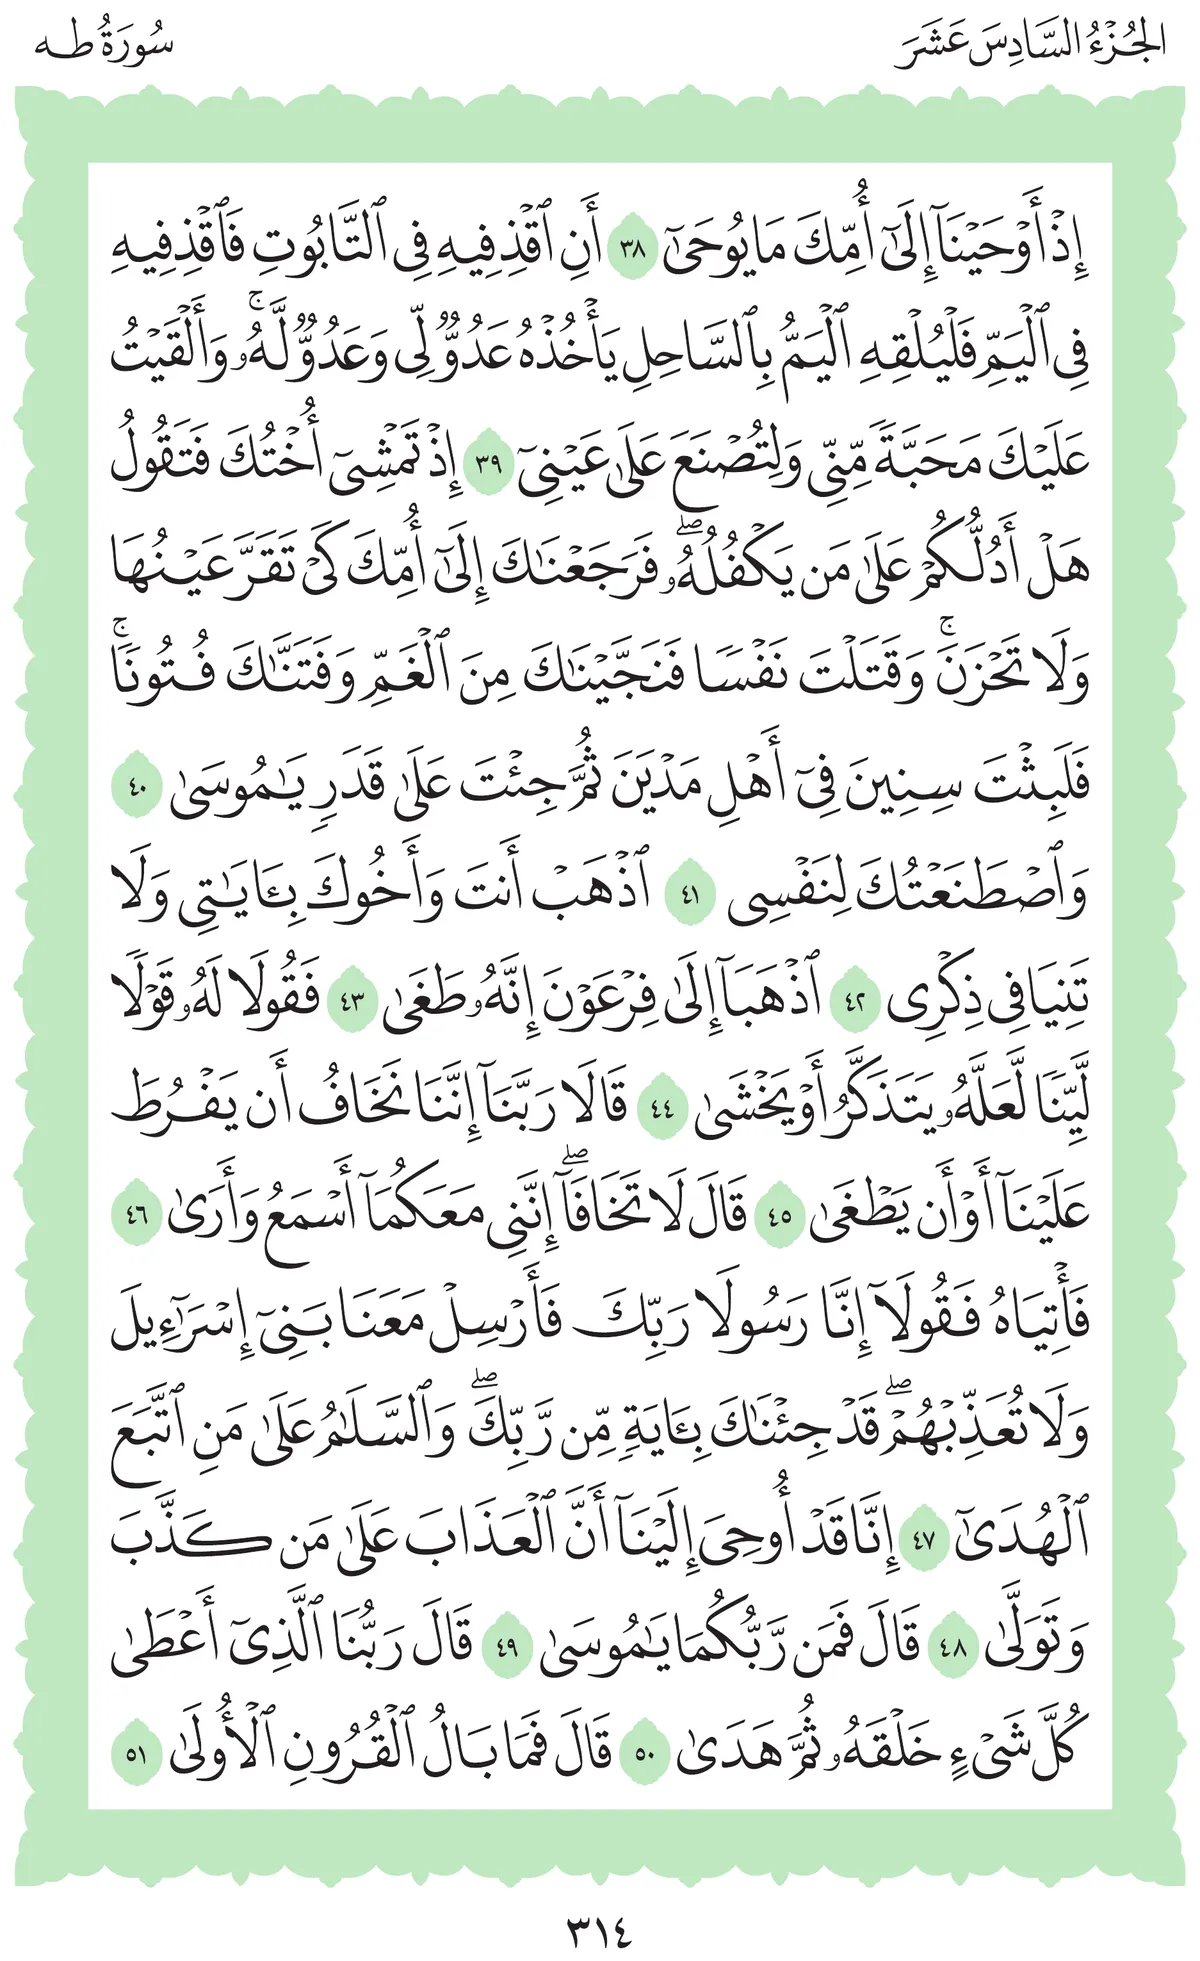 الجُزْءُ السَّادِسَ عَشَرَ
سُورَةُ طه
إِذْ أَوْحَيْنَآ إِلَىٰٓ أُمِّكَ مَا يُوحَىٰٓ ٣٨ أَنِ ٱقْذِفِيهِ فِى ٱلتَّابُوتِ فَٱقْذِفِيهِ
فِى ٱلْيَمِّ فَلْيُلْقِهِ ٱلْيَمُّ بِٱلسَّاحِلِ يَأْخُذْهُ عَدُوٌّ لِّى وَعَدُوٌّ لَّهُۥ ۚ وَأَلْقَيْتُ
عَلَيْكَ مَحَبَّةً مِّنِّى وَلِتُصْنَعَ عَلَىٰ عَيْنِىٓ ٣٩ إِذْ تَمْشِىٓ أُخْتُكَ فَتَقُولُ
هَلْ أَدُلُّكُمْ عَلَىٰ مَن يَكْفُلُهُۥ ۖ فَرَجَعْنَٰكَ إِلَىٰٓ أُمِّكَ كَىْ تَقَرَّ عَيْنُهَا
وَلَا تَحْزَنَ ۚ وَقَتَلْتَ نَفْسًا فَنَجَّيْنَٰكَ مِنَ ٱلْغَمِّ وَفَتَنَّٰكَ فُتُونًا ۚ
فَلَبِثْتَ سِنِينَ فِىٓ أَهْلِ مَدْيَنَ ثُمَّ جِئْتَ عَلَىٰ قَدَرٍ يَٰمُوسَىٰ ٤٠
وَٱصْطَنَعْتُكَ لِنَفْسِى ٤١ ٱذْهَبْ أَنتَ وَأَخُوكَ بِـَٔايَٰتِى وَلَا
تَنِيَا فِى ذِكْرِى ٤٢ ٱذْهَبَآ إِلَىٰ فِرْعَوْنَ إِنَّهُۥ طَغَىٰ ٤٣ فَقُولَا لَهُۥ قَوْلًا
لَّيِّنًا لَّعَلَّهُۥ يَتَذَكَّرُ أَوْ يَخْشَىٰ ٤٤ قَالَا رَبَّنَآ إِنَّنَا نَخَافُ أَن يَفْرُطَ
عَلَيْنَآ أَوْ أَن يَطْغَىٰ ٤٥ قَالَ لَا تَخَافَآ ۖ إِنَّنِى مَعَكُمَآ أَسْمَعُ وَأَرَىٰ ٤٦
فَأْتِيَاهُ فَقُولَآ إِنَّا رَسُولَا رَبِّكَ فَأَرْسِلْ مَعَنَا بَنِىٓ إِسْرَٰٓءِيلَ
وَلَا تُعَذِّبْهُمْ ۖ قَدْ جِئْنَٰكَ بِـَٔايَةٍ مِّن رَّبِّكَ ۖ وَٱلسَّلَٰمُ عَلَىٰ مَنِ ٱتَّبَعَ
ٱلْهُدَىٰٓ ٤٧ إِنَّا قَدْ أُوحِىَ إِلَيْنَآ أَنَّ ٱلْعَذَابَ عَلَىٰ مَن كَذَّبَ
وَتَوَلَّىٰ ٤٨ قَالَ فَمَن رَّبُّكُمَا يَٰمُوسَىٰ ٤٩ قَالَ رَبُّنَا ٱلَّذِىٓ أَعْطَىٰ
كُلَّ شَىْءٍ خَلْقَهُۥ ثُمَّ هَدَىٰ ٥٠ قَالَ فَمَا بَالُ ٱلْقُرُونِ ٱلْأُولَىٰ ٥١
٣١٤